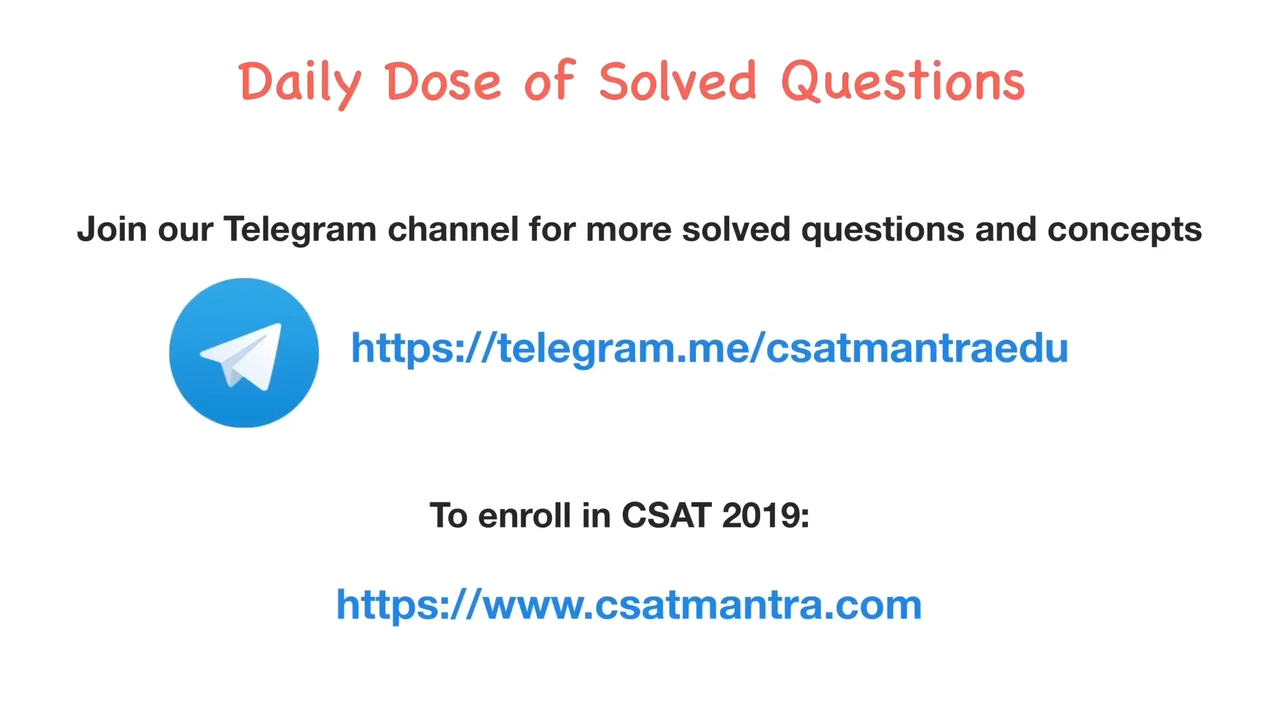 Daily Dose of Solved Questions
Join our Telegram channel for more solved questions and concepts
https://telegram.me/csatmantraedu
To enroll in CSAT 2019:
https://www.csatmantra.com